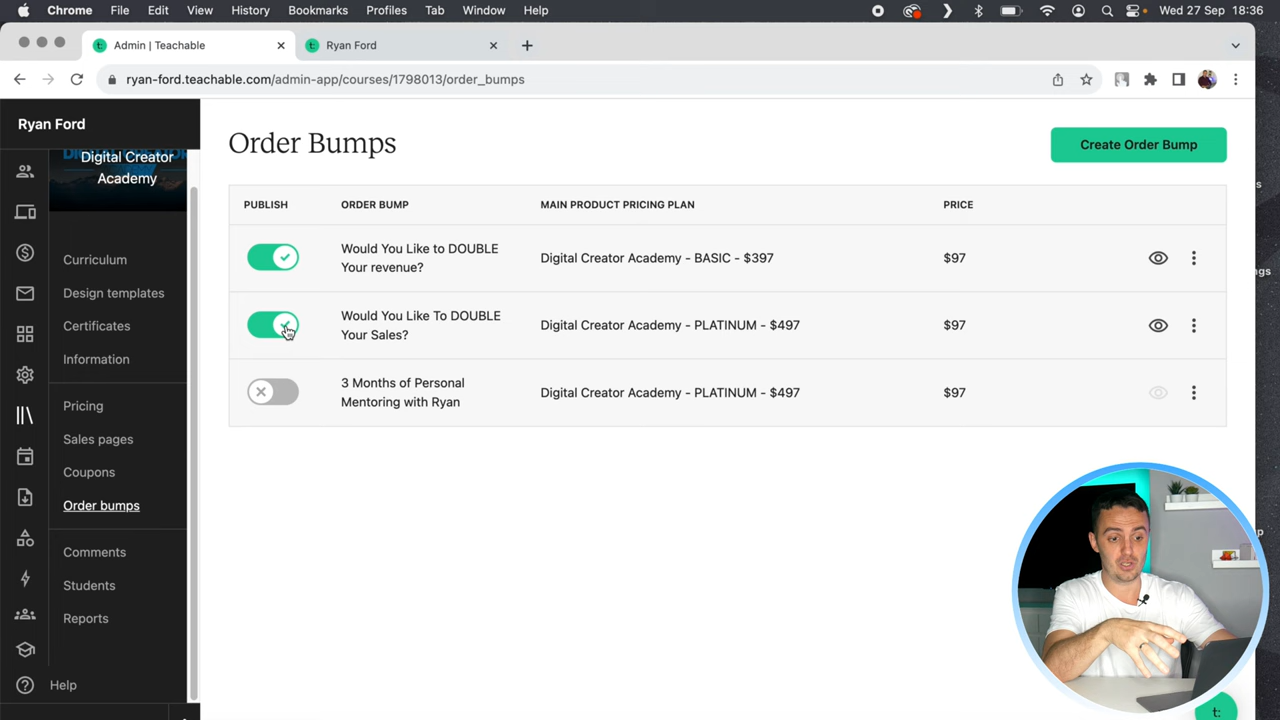 Chrome File Edit View History Bookmarks Profiles Tab Window Help Wed 27 Sep 18:36
Admin | Teachable
Ryan Ford
ryan-ford.teachable.com/admin-app/courses/1798013/order_bumps
Ryan Ford
Digital Creator
Academy
Curriculum
Design templates
Certificates
Information
Pricing
Sales pages
Coupons
Order bumps
Comments
Students
Reports
Help
Order Bumps
Create Order Bump
PUBLISH ORDER BUMP MAIN PRODUCT PRICING PLAN PRICE
Would You Like to DOUBLE
Your revenue?
Digital Creator Academy - BASIC - $397
$97
Would You Like To DOUBLE
Your Sales?
Digital Creator Academy - PLATINUM - $497
$97
3 Months of Personal
Mentoring with Ryan
Digital Creator Academy - PLATINUM - $497
$97
t: